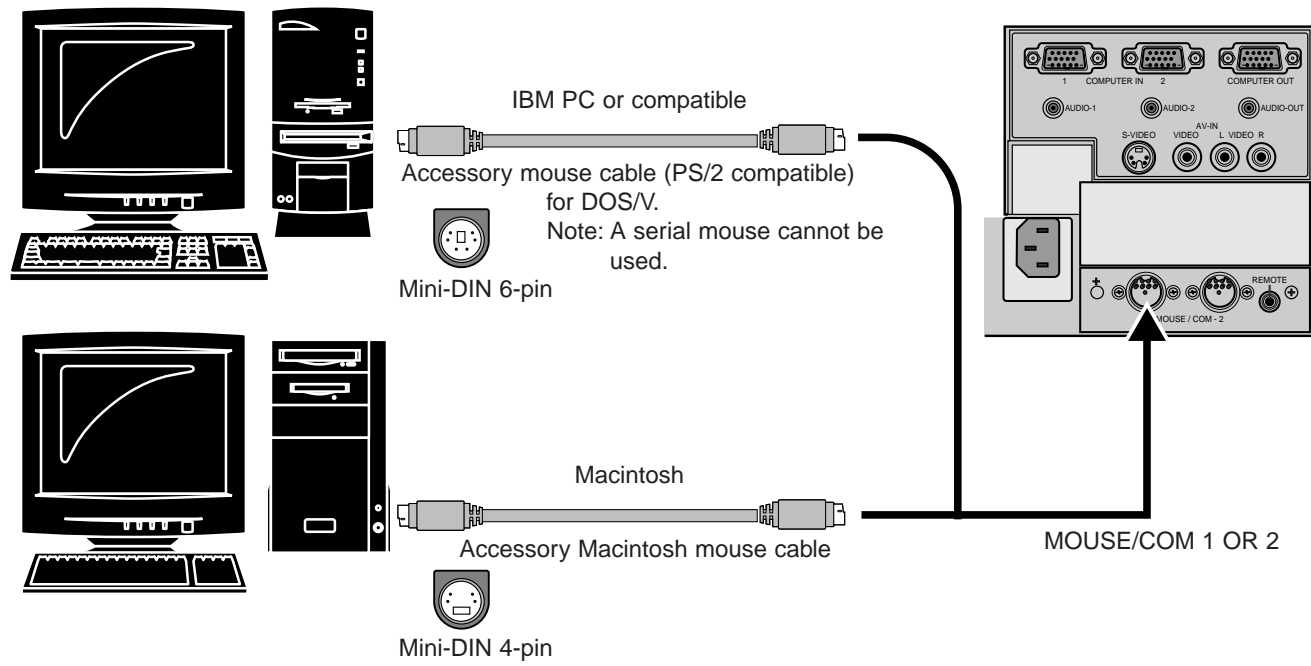 1 COMPUTER IN 2 COMPUTER OUT
AUDIO-1 AUDIO-2 AUDIO-OUT
AV-IN
S-VIDEO VIDEO L VIDEO R
REMOTE
MOUSE / COM - 2
IBM PC or compatible
Accessory mouse cable (PS/2 compatible)
for DOS/V.
Note: A serial mouse cannot be
used.
Mini-DIN 6-pin
Macintosh
Accessory Macintosh mouse cable
Mini-DIN 4-pin
MOUSE/COM 1 OR 2